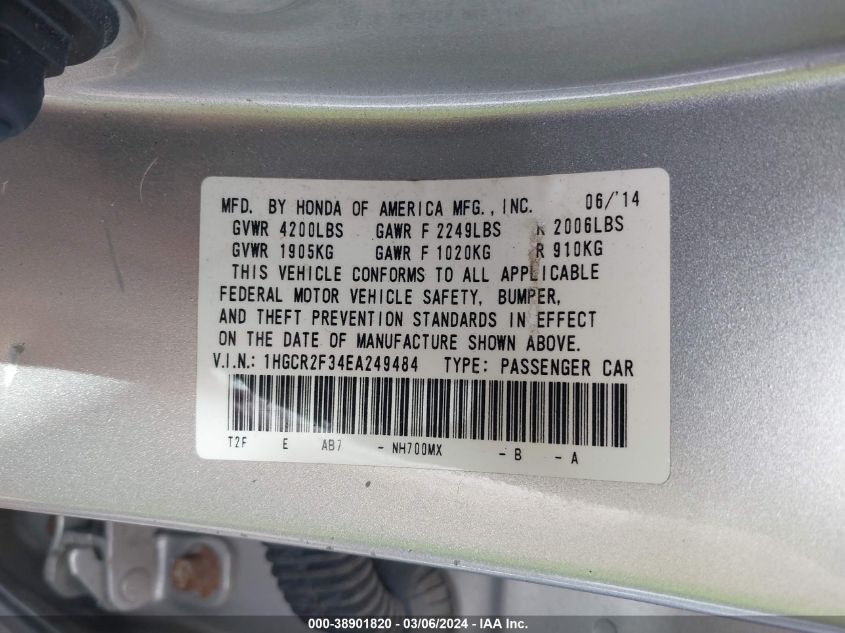 MFD. BY HONDA OF AMERICA MFG., INC. 06/'14
GVWR 4200LBS GAWR F 2249LBS R 2006LBS
GVWR 1905KG GAWR F 1020KG R 910KG
THIS VEHICLE CONFORMS TO ALL APPLICABLE
FEDERAL MOTOR VEHICLE SAFETY, BUMPER,
AND THEFT PREVENTION STANDARDS IN EFFECT
ON THE DATE OF MANUFACTURE SHOWN ABOVE.
V.I.N.: 1HGCR2F34EA249484 TYPE: PASSENGER CAR
T2F E AB7 - NH700MX - B - A
000-38901820 - 03/06/2024 - IAA Inc.